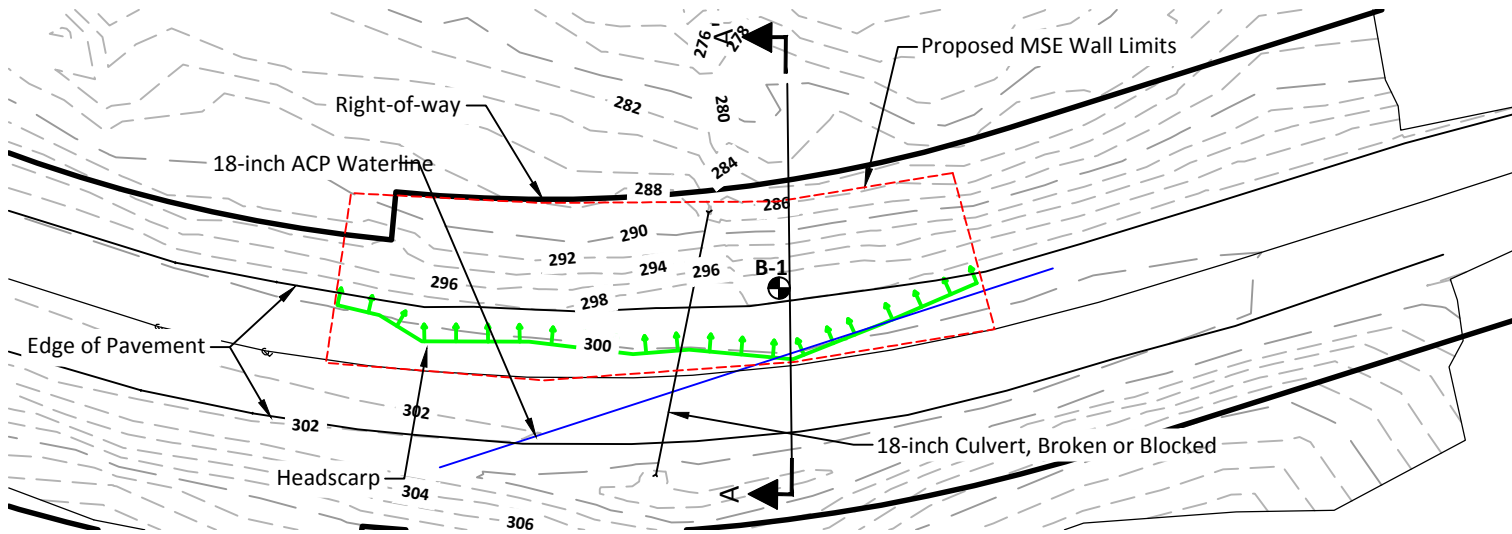 276
A'
278
Proposed MSE Wall Limits
Right-of-way
282
280
18-inch ACP Waterline
284
288
286
290
292
294
296
B-1
296
298
Edge of Pavement
300
302
302
18-inch Culvert, Broken or Blocked
Headscarp
304
A
306